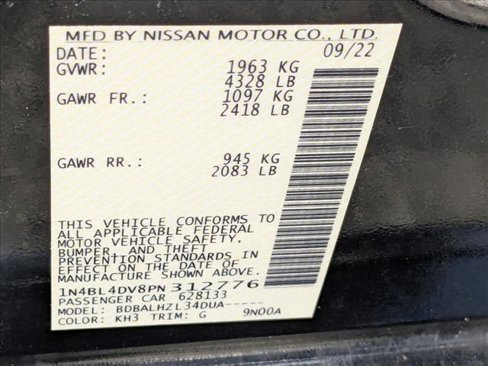 MFD BY NISSAN MOTOR CO., LTD.
DATE: 09/22
GVWR: 1963 KG
4328 LB
GAWR FR.: 1097 KG
2418 LB
GAWR RR.: 945 KG
2083 LB
THIS VEHICLE CONFORMS TO
ALL APPLICABLE FEDERAL
MOTOR VEHICLE SAFETY,
BUMPER, AND THEFT
PREVENTION STANDARDS IN
EFFECT ON THE DATE OF
MANUFACTURE SHOWN ABOVE.
1N4BL4DV8PN312776
PASSENGER CAR 628133
MODEL: BDBALHZL34DUA-----
COLOR: KH3 TRIM: G 9N00A